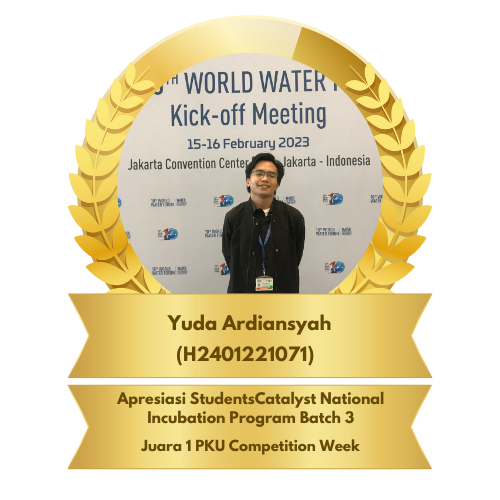 WORLD WATER
Kick-off Meeting
15-16 February 2023
Jakarta Convention Center Jakarta - Indonesia
Yuda Ardiansyah
(H2401221071)
Apresiasi StudentsCatalyst National
Incubation Program Batch 3
Juara 1 PKU Competition Week